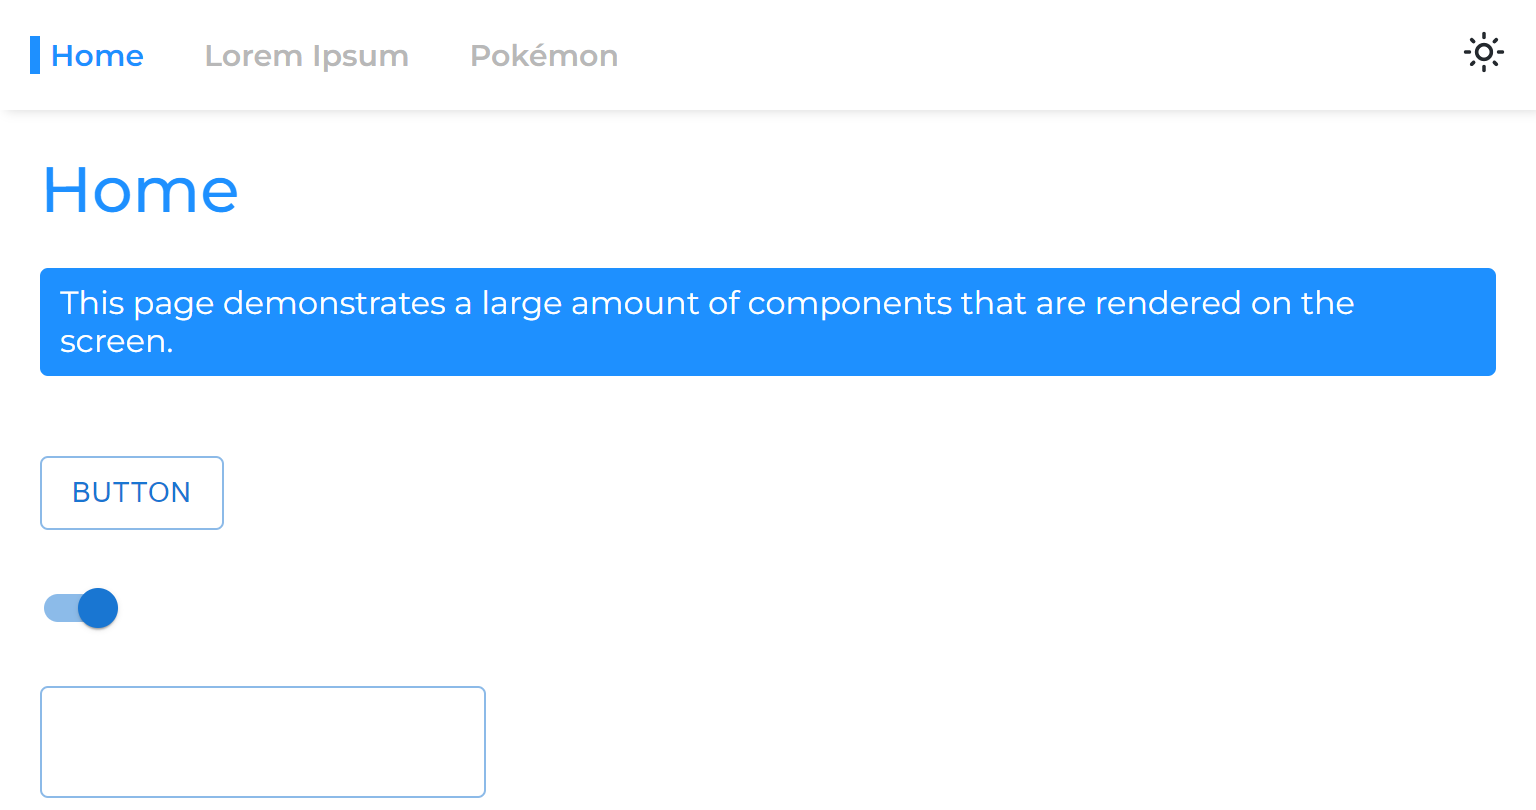 Home Lorem Ipsum Pokémon
Home
This page demonstrates a large amount of components that are rendered on the
screen.
BUTTON